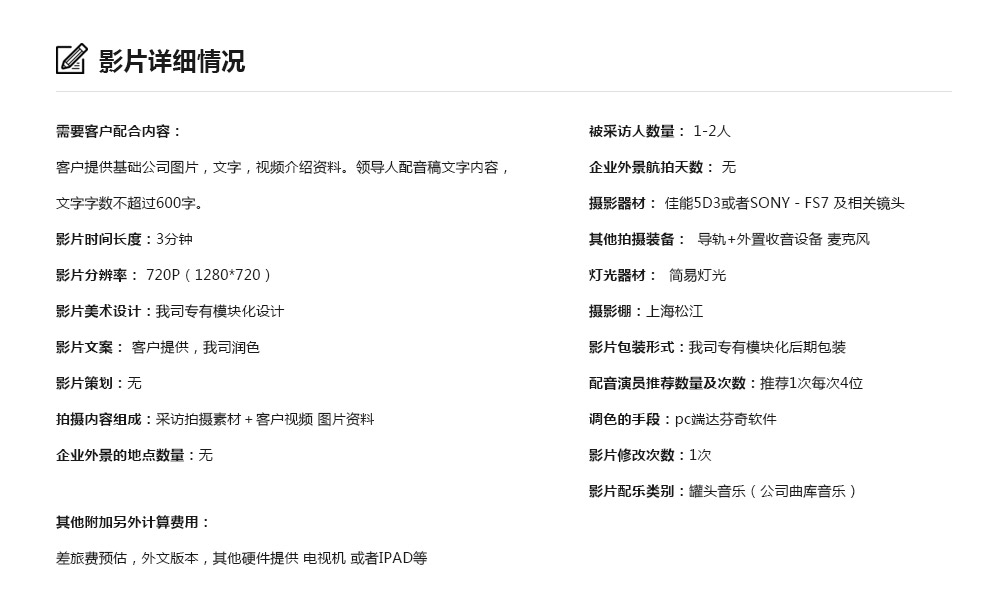 影片详细情况
需要客户配合内容：
客户提供基础公司图片，文字，视频介绍资料。领导人配音稿文字内容，
文字字数不超过600字。
影片时间长度：3分钟
影片分辨率： 720P（1280*720）
影片美术设计：我司专有模块化设计
影片文案： 客户提供，我司润色
影片策划：无
拍摄内容组成：采访拍摄素材＋客户视频 图片资料
企业外景的地点数量：无
其他附加另外计算费用：
差旅费预估，外文版本，其他硬件提供 电视机 或者IPAD等
被采访人数量： 1-2人
企业外景航拍天数： 无
摄影器材： 佳能5D3或者SONY - FS7 及相关镜头
其他拍摄装备： 导轨+外置收音设备 麦克风
灯光器材： 简易灯光
摄影棚：上海松江
影片包装形式：我司专有模块化后期包装
配音演员推荐数量及次数：推荐1次每次4位
调色的手段：pc端达芬奇软件
影片修改次数：1次
影片配乐类别：罐头音乐（公司曲库音乐）